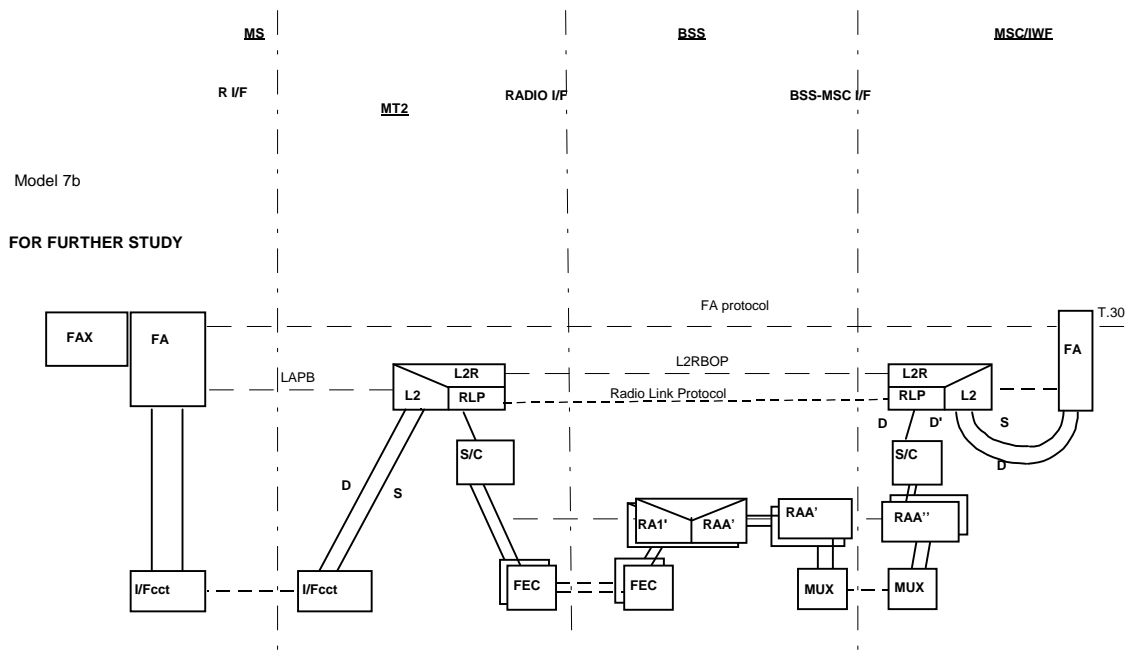 MS
BSS
MSC/IWF
R I/F
RADIO I/F
BSS-MSC I/F
MT2
Model 7b
FOR FURTHER STUDY
FA protocol
T.30
FAX
FA
FA
L2RBOP
LAPB
L2R
L2R
L2
RLP
Radio Link Protocol
RLP
L2
D
D'
S
S/C
S/C
D
D
S
RA1'
RAA'
RAA'
RAA''
I/Fcct
I/Fcct
FEC
FEC
MUX
MUX